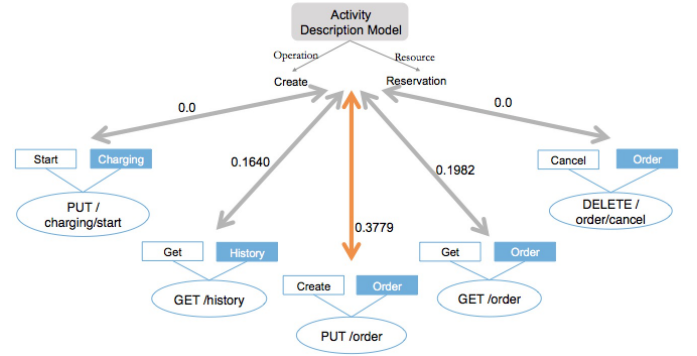 Activity
Description Model
Operation
Resource
Create
Reservation
0.0
0.0
0.1640
0.1982
0.3779
Start
Charging
PUT /
charging/start
Cancel
Order
DELETE /
order/cancel
Get
History
GET /history
Get
Order
GET /order
Create
Order
PUT /order